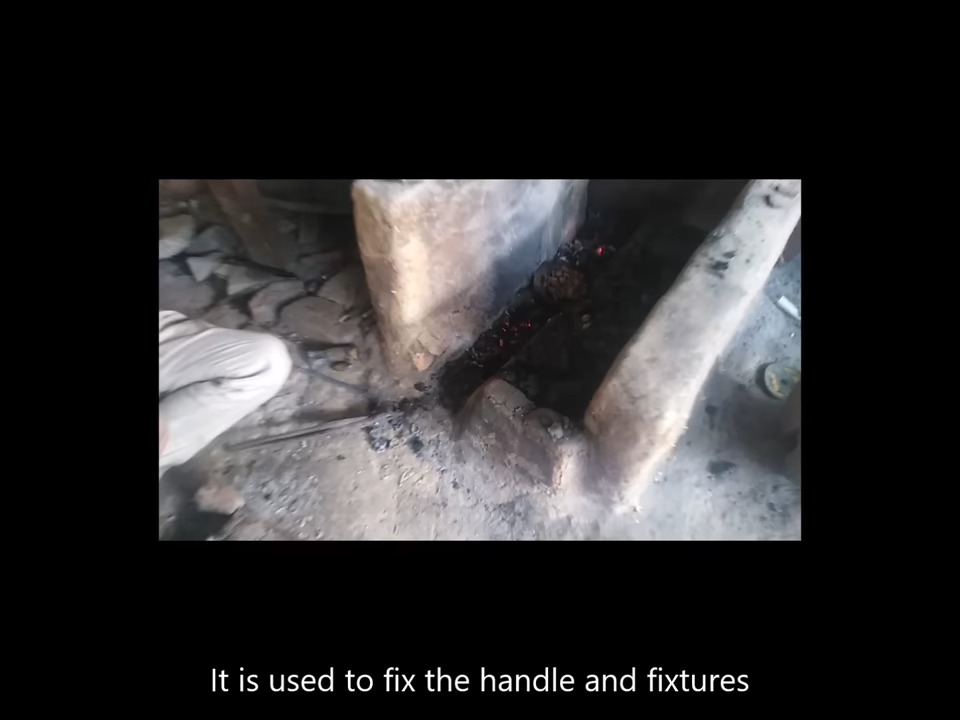 It is used to fix the handle and fixtures